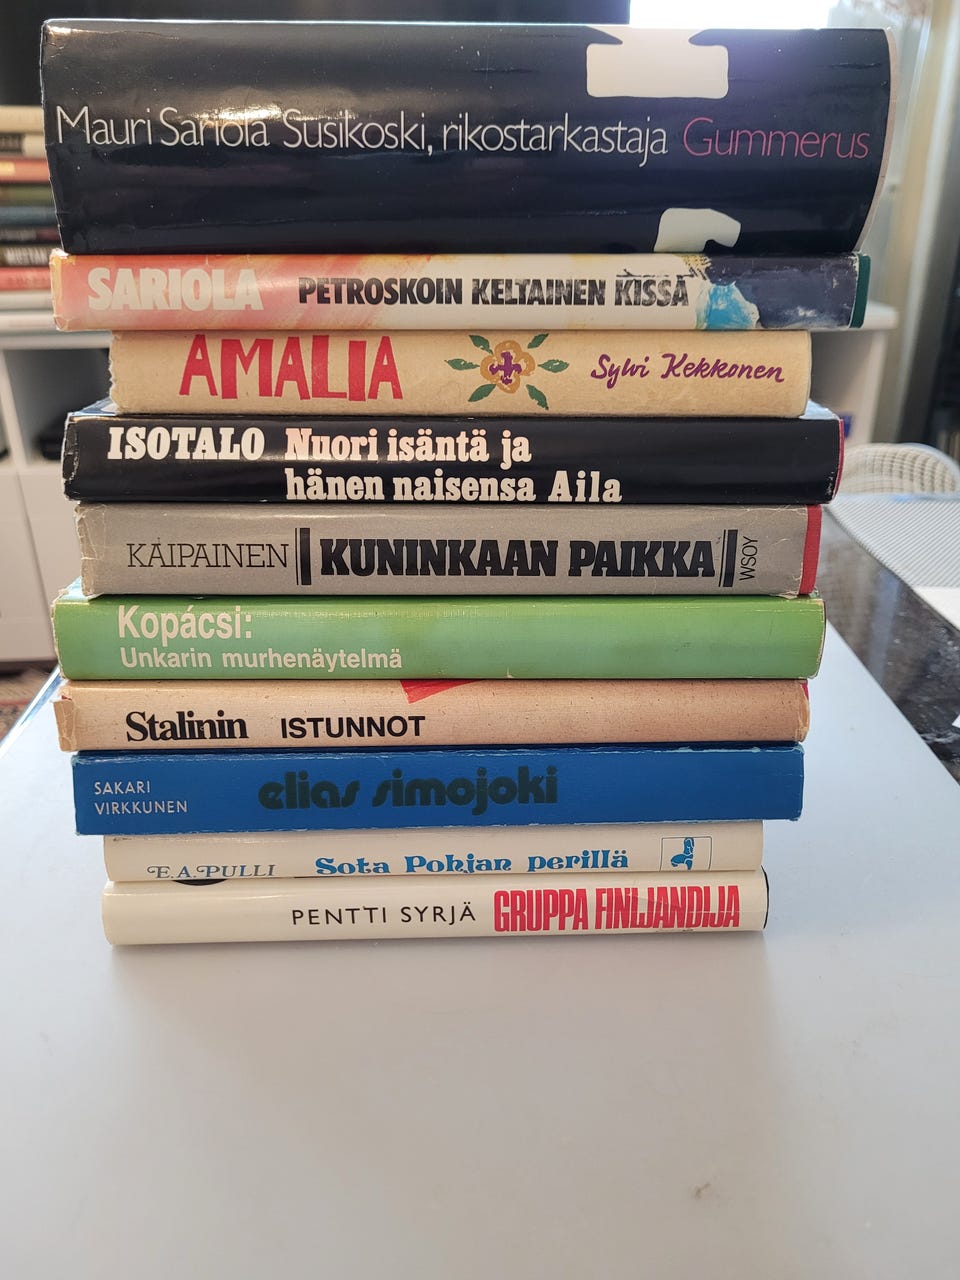 Mauri Sariola Susikoski, rikostarkastaja Gummerus
SARIOLA PETROSKOIN KELTAINEN KISSA
AMALIA Sylvi Kekkonen
ISOTALO Nuori isäntä ja
hänen naisensa Aila
KAIPAINEN KUNINKAAN PAIKKA WSOY
Kopácsi:
Unkarin murhenäytelmä
Stalinin ISTUNNOT
SAKARI
VIRKKUNEN
elias simojoki
E.A.PULLI Sota Pohjan perillä
PENTTI SYRJÄ GRUPPA FINLJANDIJA